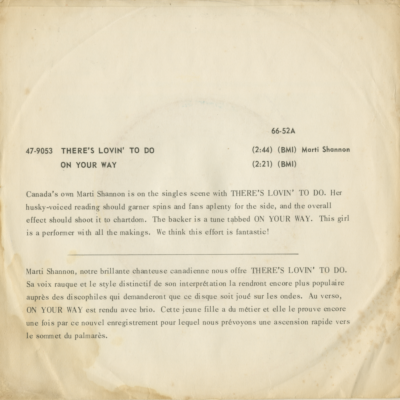 66-52A
47-9053 THERE'S LOVIN' TO DO (2:44) (BMI) Marti Shannon
ON YOUR WAY (2:21) (BMI)
Canada's own Marti Shannon is on the singles scene with THERE'S LOVIN' TO DO. Her
husky-voiced reading should garner spins and fans aplenty for the side, and the overall
effect should shoot it to chartdom. The backer is a tune tabbed ON YOUR WAY. This girl
is a performer with all the makings. We think this effort is fantastic!
Marti Shannon, notre brillante chanteuse canadienne nous offre THERE'S LOVIN' TO DO.
Sa voix rauque et le style distinctif de son interprétation la rendront encore plus populaire
auprès des discophiles qui demanderont que ce disque soit joué sur les ondes. Au verso,
ON YOUR WAY est rendu avec brio. Cette jeune fille a du métier et elle le prouve encore
une fois par ce nouvel enregistrement pour lequel nous prévoyons une ascension rapide vers
le sommet du palmarès.